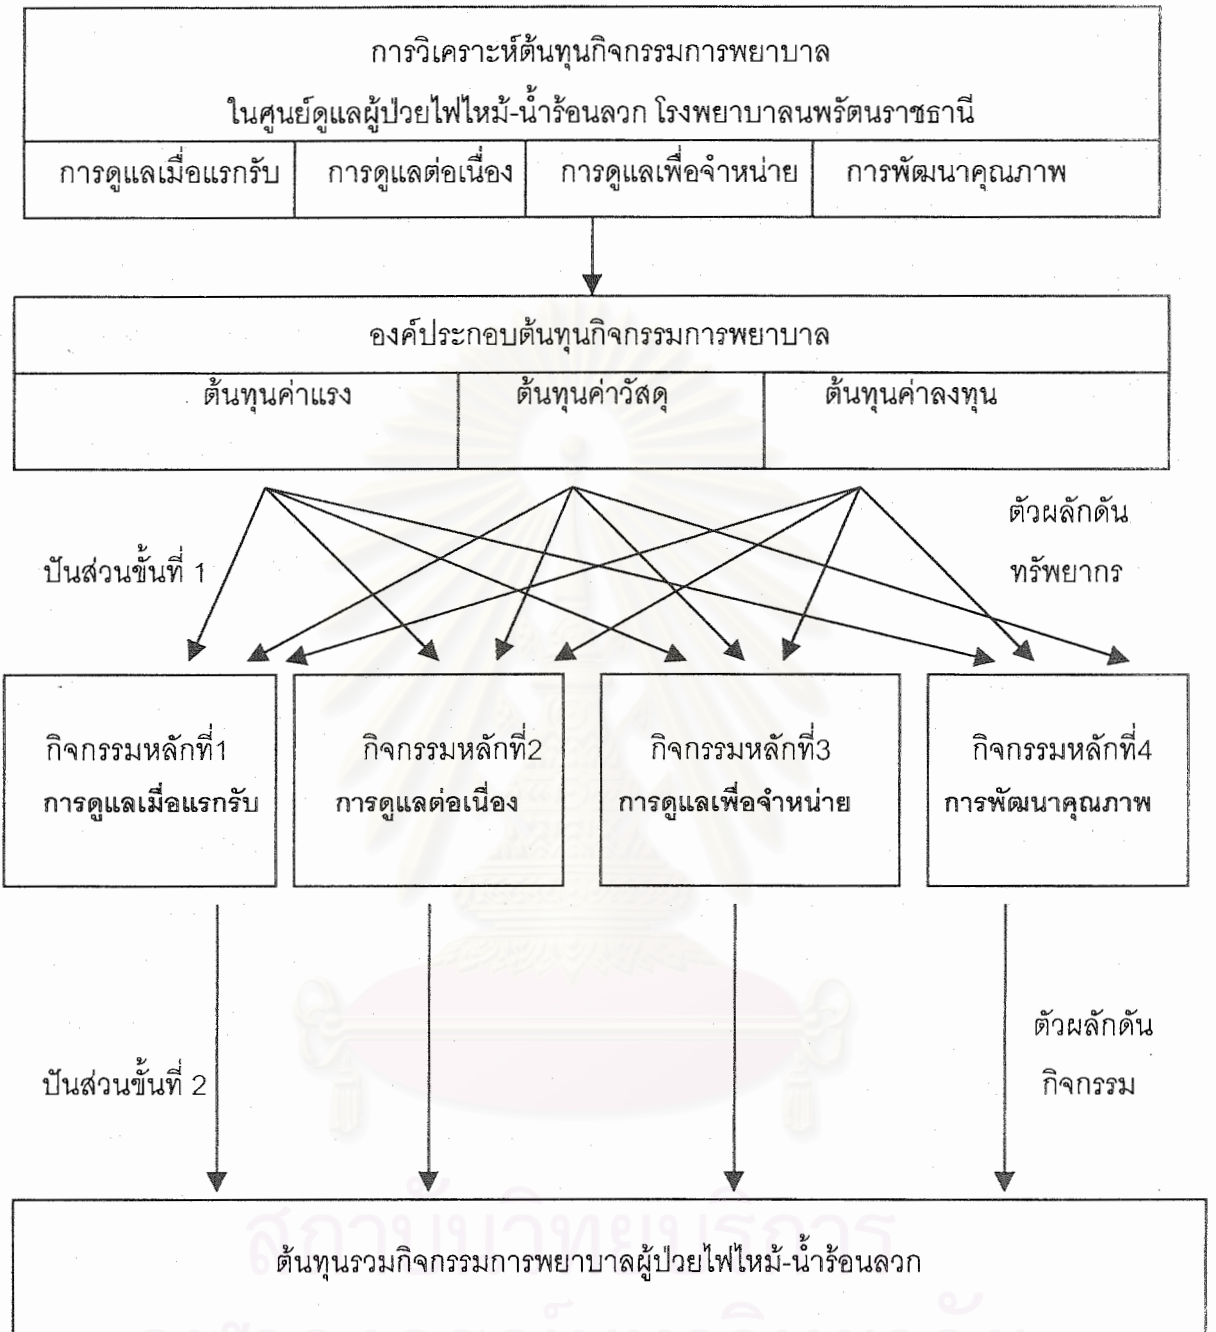 การวิเคราะห์ต้นทุนกิจกรรมการพยาบาล
ในศูนย์ดูแลผู้ป่วยไฟไหม้-น้ำร้อนลวก โรงพยาบาลนพรัตนราชธานี
การดูแลเมื่อแรกรับ การดูแลต่อเนื่อง การดูแลเพื่อจำหน่าย การพัฒนาคุณภาพ
องค์ประกอบต้นทุนกิจกรรมการพยาบาล
ต้นทุนค่าแรง ต้นทุนค่าวัสดุ ต้นทุนค่าลงทุน
ตัวผลักดัน
ปันส่วนขั้นที่ 1 ทรัพยากร
กิจกรรมหลักที่1 กิจกรรมหลักที่2 กิจกรรมหลักที่3 กิจกรรมหลักที่4
การดูแลเมื่อแรกรับ การดูแลต่อเนื่อง การดูแลเพื่อจำหน่าย การพัฒนาคุณภาพ
ตัวผลักดัน
ปันส่วนขั้นที่ 2 กิจกรรม
สถาบันวิทยบริการ
ต้นทุนรวมกิจกรรมการพยาบาลผู้ป่วยไฟไหม้-น้ำร้อนลวก